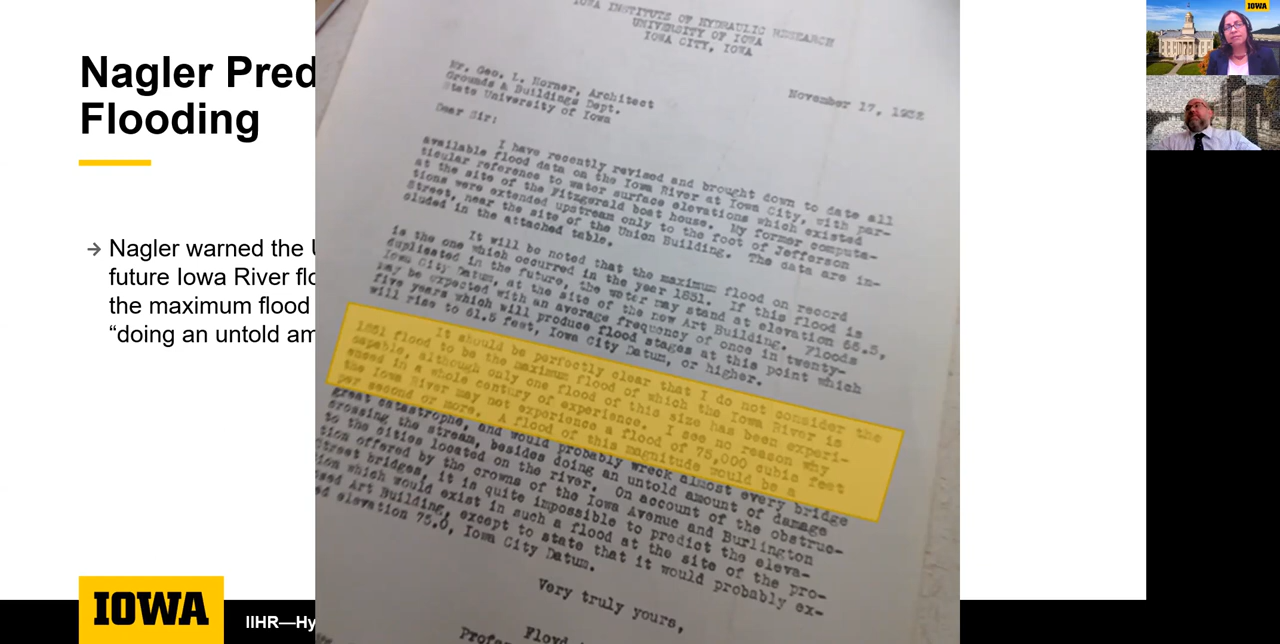 Nagler Pred
Flooding
→ Nagler warned the U
future Iowa River flo
the maximum flood
“doing an untold am
IOWA
IIHR—Hy
IOWA INSTITUTE OF HYDRAULIC RESEARCH
UNIVERSITY OF IOWA
IOWA CITY, IOWA
November 17, 1932
Mr. Geo. L. Horner, Architect
Grounds & Buildings Dept.
State University of Iowa
Dear Sir:
I have recently revised and brought down to date all
available flood data on the Iowa River at Iowa City, with par-
ticular reference to water surface elevations which existed
at the site of the Fitzgerald boat house. My former computa-
tions were extended upstream only to the foot of Jefferson
Street, near the site of the Union Building. The data are in-
cluded in the attached table.
It will be noted that the maximum flood on record
is the one which occurred in the year 1851. If this flood is
duplicated in the future, the water may stand at elevation 66.5,
Iowa City Datum, at the site of the new Art Building. Floods
may be expected with an average frequency of once in twenty-
five years which will produce flood stages at this point which
will rise to 61.5 feet, Iowa City Datum, or higher.
It should be perfectly clear that I do not consider the
1851 flood to be the maximum flood of which the Iowa River is
capable, although only one flood of this size has been experi-
enced in a whole century of experience. I see no reason why
the Iowa River may not experience a flood of 75,000 cubic feet
per second or more. A flood of this magnitude would be a
great catastrophe, and would probably wreck almost every bridge
crossing the stream, besides doing an untold amount of damage
to the cities located on the river. On account of the obstruc-
tion offered by the crowns of the Iowa Avenue and Burlington
Street bridges, it is quite impossible to predict the eleva-
tion which would exist in such a flood at the site of the pro-
sed Art Building, except to state that it would probably ex-
d elevation 75.0, Iowa City Datum.
Very truly yours,
Floyd
Profes
IOWA